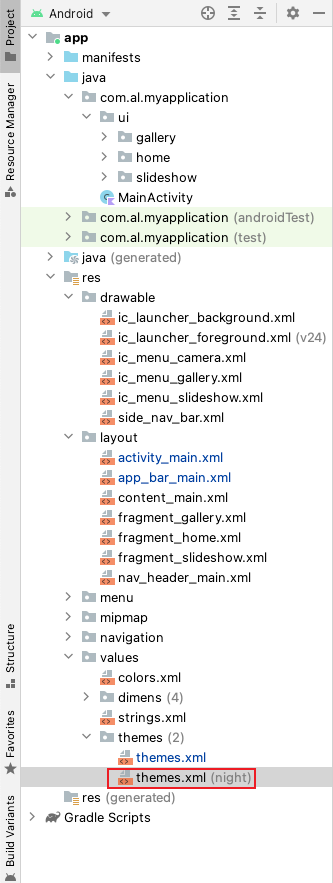 Android
Project
Resource Manager
Structure
Favorites
Build Variants
app
manifests
java
com.al.myapplication
ui
gallery
home
slideshow
MainActivity
com.al.myapplication (androidTest)
com.al.myapplication (test)
java (generated)
res
drawable
ic_launcher_background.xml
ic_launcher_foreground.xml (v24)
ic_menu_camera.xml
ic_menu_gallery.xml
ic_menu_slideshow.xml
side_nav_bar.xml
layout
activity_main.xml
app_bar_main.xml
content_main.xml
fragment_gallery.xml
fragment_home.xml
fragment_slideshow.xml
nav_header_main.xml
menu
mipmap
navigation
values
colors.xml
dimens (4)
strings.xml
themes (2)
themes.xml
themes.xml (night)
res (generated)
Gradle Scripts